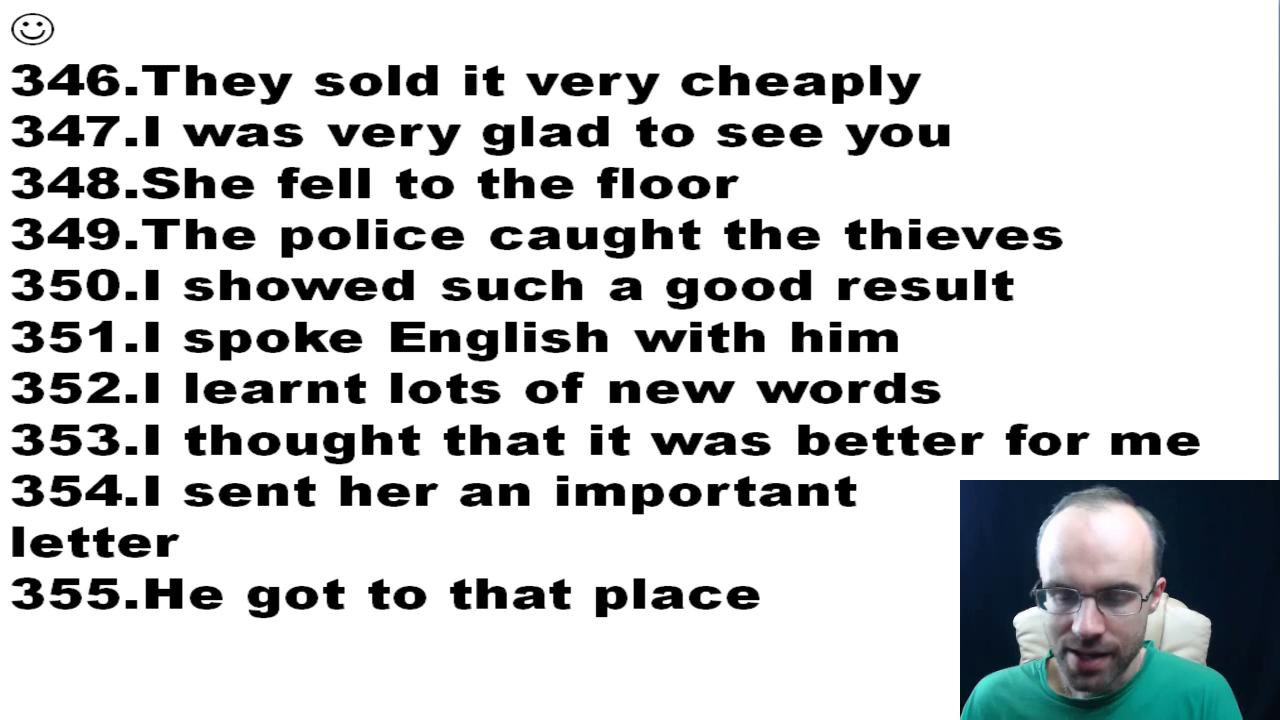 346.They sold it very cheaply
347.I was very glad to see you
348.She fell to the floor
349.The police caught the thieves
350.I showed such a good result
351.I spoke English with him
352.I learnt lots of new words
353.I thought that it was better for me
354.I sent her an important
letter
355.He got to that place